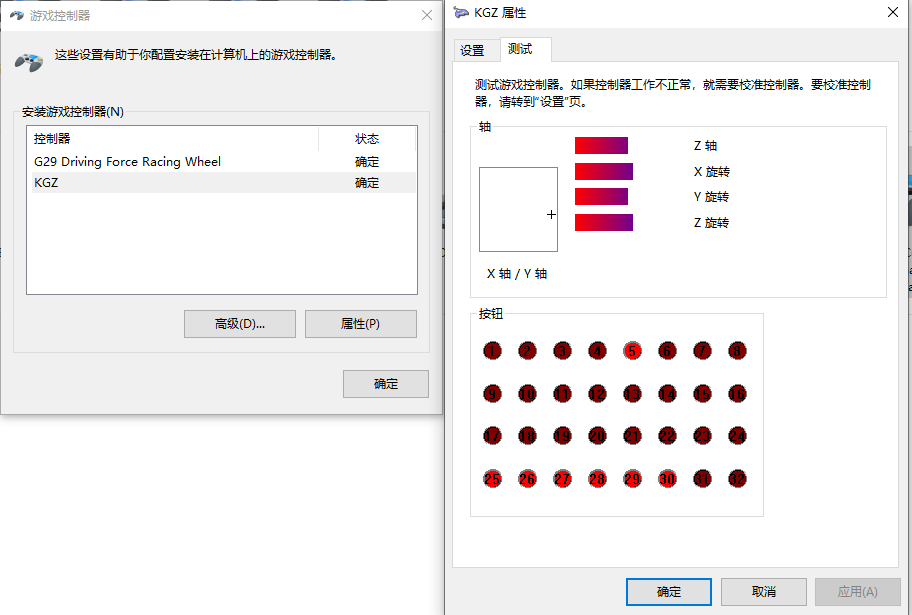 游戏控制器
这些设置有助于你配置安装在计算机上的游戏控制器。
安装游戏控制器(N)
控制器 状态
G29 Driving Force Racing Wheel 确定
KGZ 确定
高级(D)...
属性(P)
确定
KGZ 属性
设置 测试
测试游戏控制器。如果控制器工作不正常，就需要校准控制器。要校准控制
器，请转到"设置"页。
轴
Z 轴
X 旋转
Y 旋转
Z 旋转
X 轴 / Y 轴
按钮
1 2 3 4 5 6 7 8
9 10 11 12 13 14 15 16
17 18 19 20 21 22 23 24
25 26 27 28 29 30 31 32
确定 取消 应用(A)